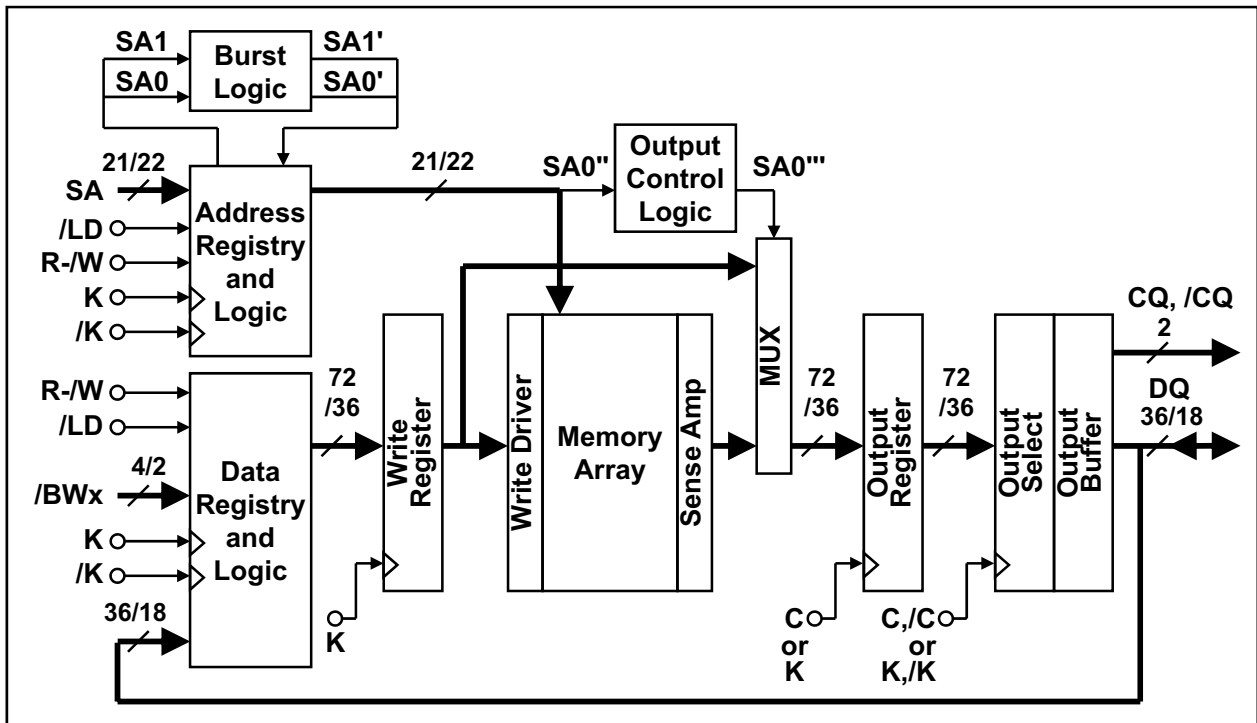 SA1
SA0
Burst
Logic
SA1'
SA0'
21/22
SA
/LD
R-/W
K
/K
Address
Registry
and
Logic
21/22
SA0''
Output
Control
Logic
SA0'''
MUX
R-/W
/LD
4/2
/BWx
K
/K
36/18
Data
Registry
and
Logic
72
/36
Write
Register
K
Write Driver
Memory
Array
Sense Amp
72
/36
Output
Register
C
or
K
72
/36
Output
Select
Output
Buffer
C,/C
or
K,/K
CQ, /CQ
2
DQ
36/18